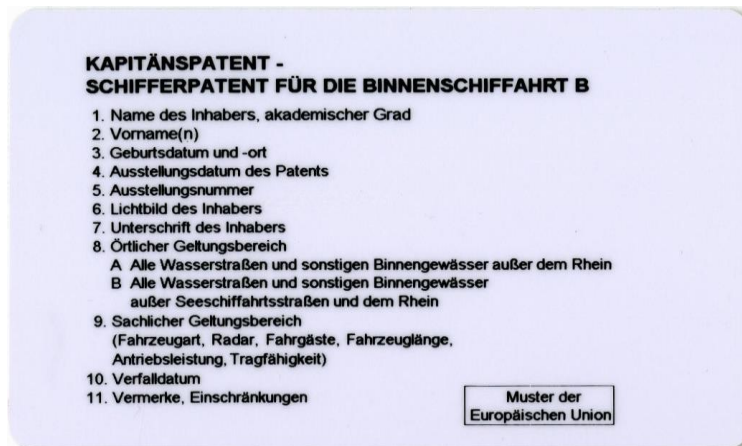 KAPITÄNSPATENT -
SCHIFFERPATENT FÜR DIE BINNENSCHIFFAHRT B
1. Name des Inhabers, akademischer Grad
2. Vorname(n)
3. Geburtsdatum und -ort
4. Ausstellungsdatum des Patents
5. Ausstellungsnummer
6. Lichtbild des Inhabers
7. Unterschrift des Inhabers
8. Örtlicher Geltungsbereich
A Alle Wasserstraßen und sonstigen Binnengewässer außer dem Rhein
B Alle Wasserstraßen und sonstigen Binnengewässer
außer Seeschiffahrtsstraßen und dem Rhein
9. Sachlicher Geltungsbereich
(Fahrzeugart, Radar, Fahrgäste, Fahrzeuglänge,
Antriebsleistung, Tragfähigkeit)
10. Verfalldatum
11. Vermerke, Einschränkungen
Muster der
Europäischen Union